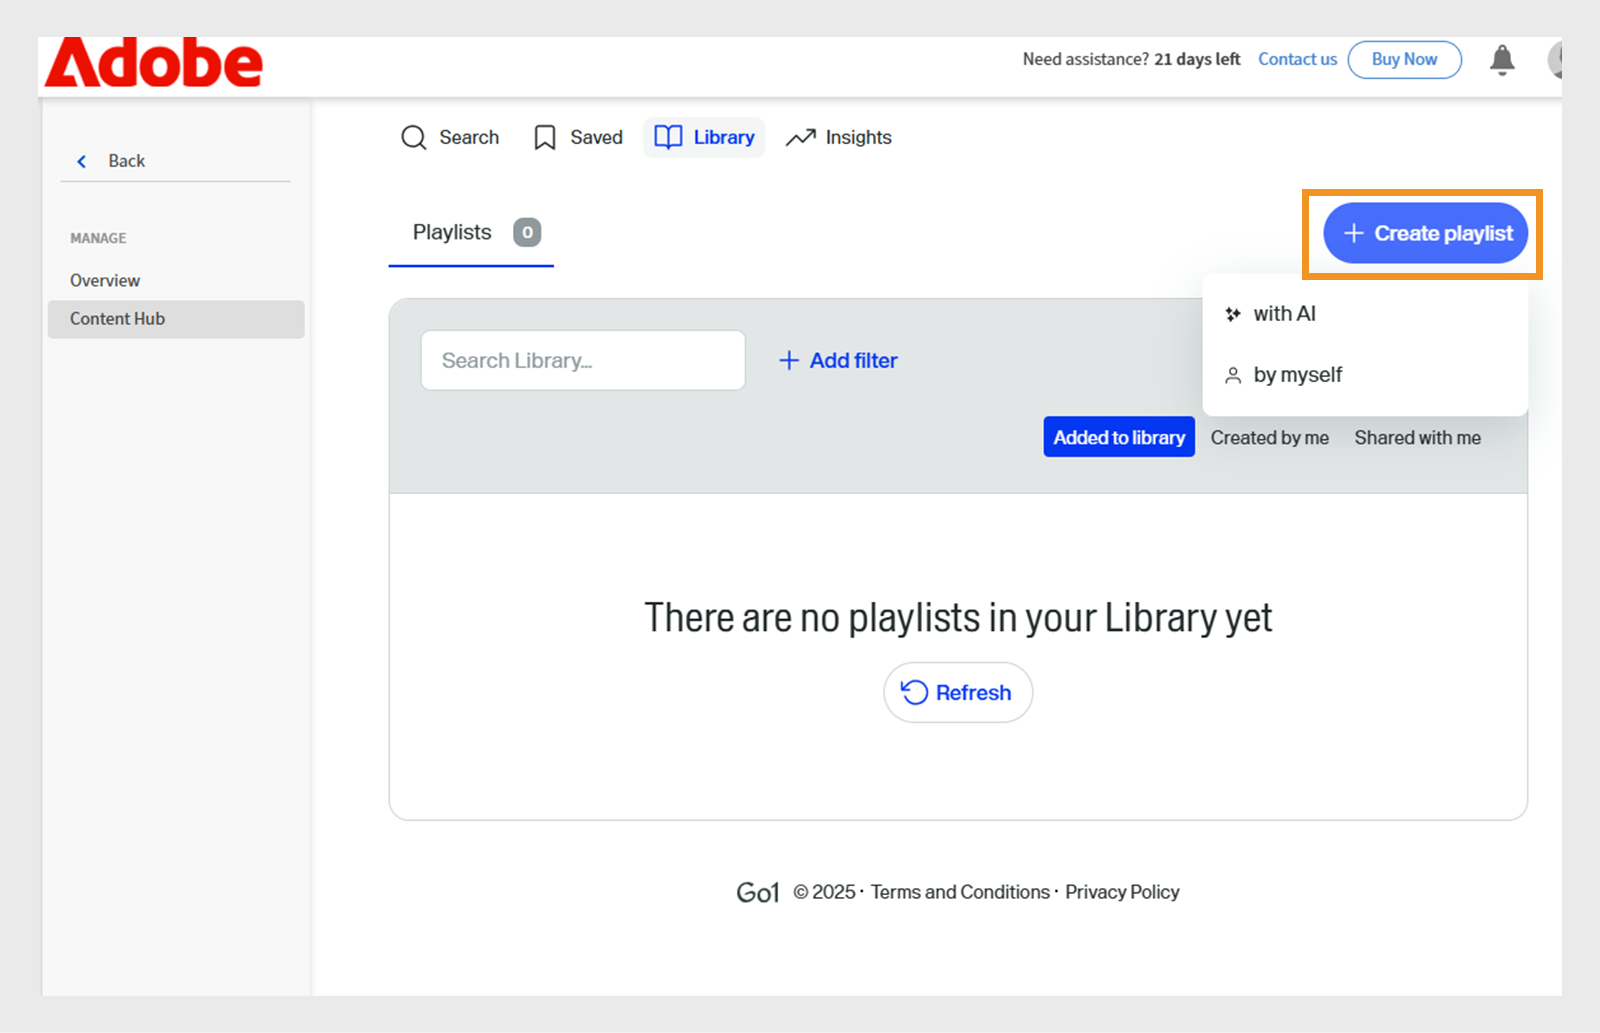 Adobe
Need assistance? 21 days left Contact us Buy Now
Search Saved Library Insights
Back
MANAGE
Overview
Content Hub
Playlists 0
+ Create playlist
with AI
by myself
Search Library...
+ Add filter
Added to library Created by me Shared with me
There are no playlists in your Library yet
Refresh
Go1 © 2025 · Terms and Conditions · Privacy Policy